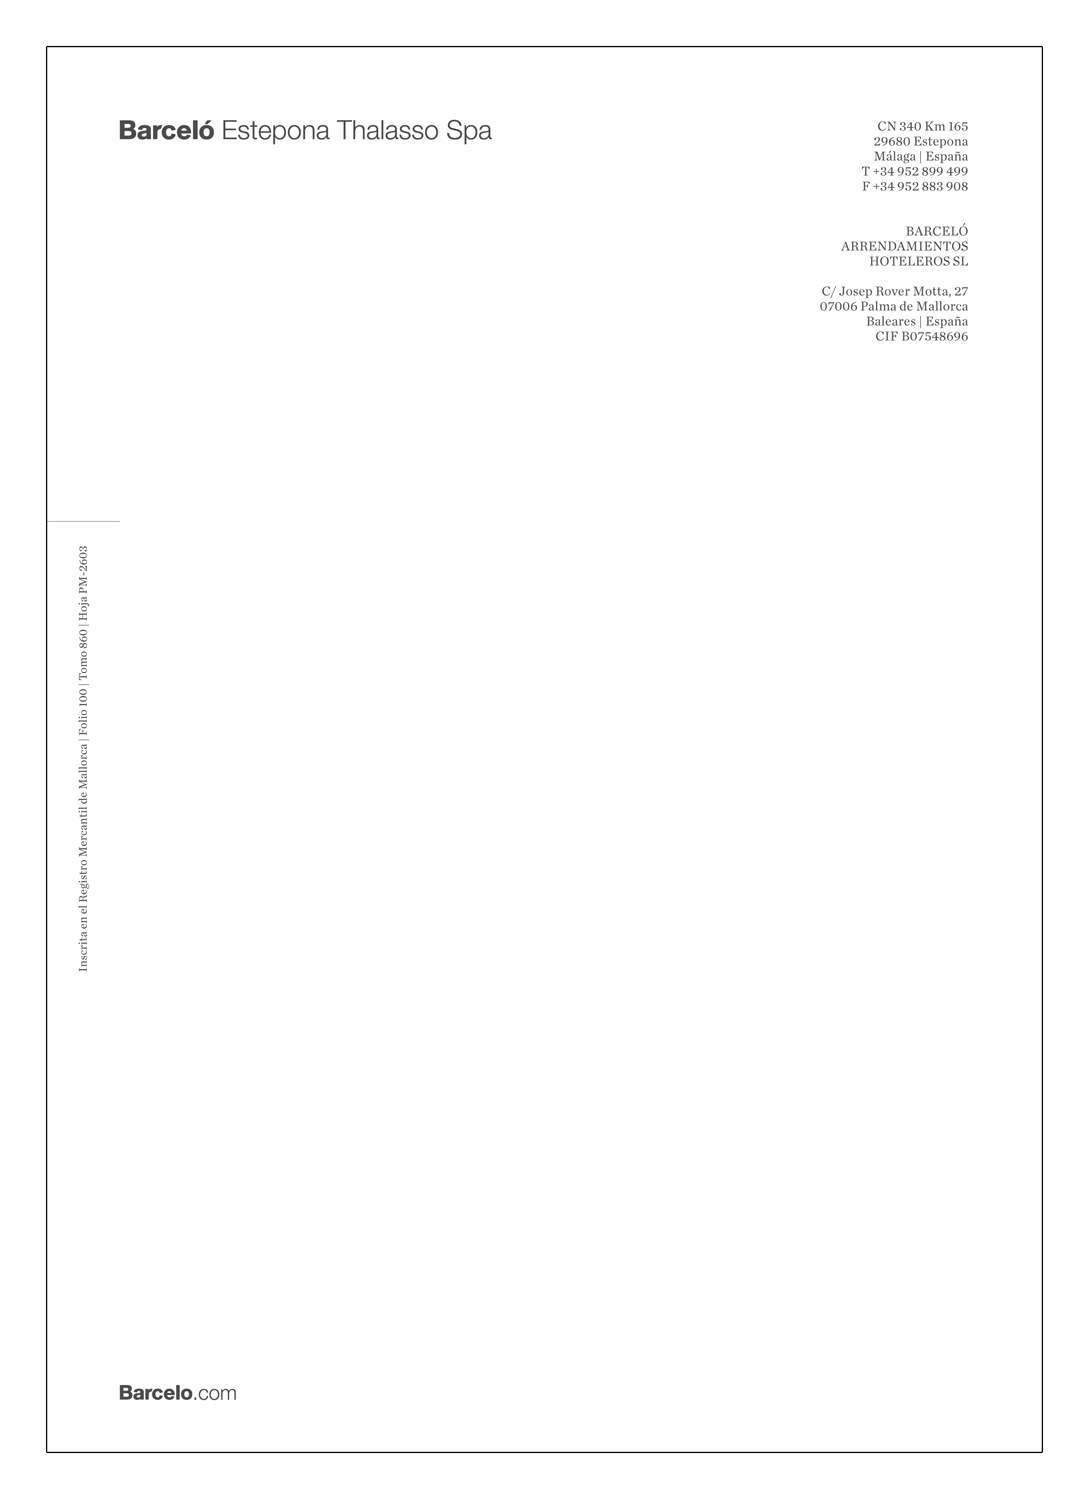 Barceló Estepona Thalasso Spa
CN 340 Km 165
29680 Estepona
Málaga | España
T +34 952 899 499
F +34 952 883 908
BARCELÓ
ARRENDAMIENTOS
HOTELEROS SL
C/ Josep Rover Motta, 27
07006 Palma de Mallorca
Baleares | España
CIF B07548696
Inscrita en el Registro Mercantil de Mallorca | Folio 100 | Tomo 860 | Hoja PM-2603
Barcelo.com